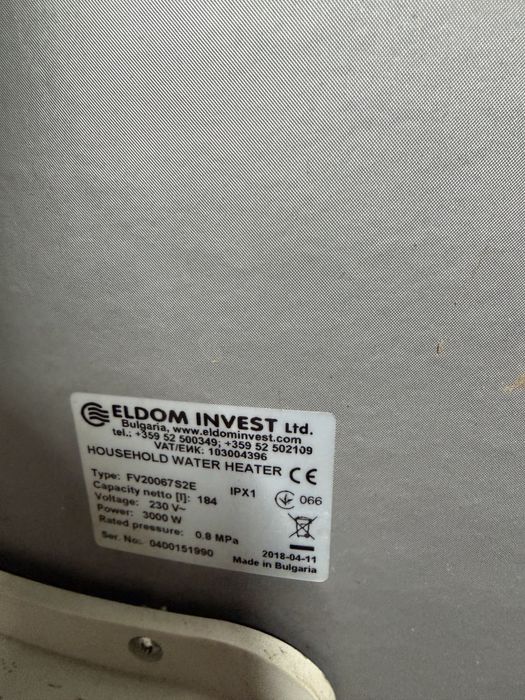 ELDOM INVEST Ltd.
Bulgaria, www.eldominvest.com
tel.: +359 52 500349; +359 52 502109
VAT/ЕИК: 103004396
HOUSEHOLD WATER HEATER CE
Type: FV20067S2E IPX1
Capacity netto [l]: 184 066
Voltage: 230 V~
Power: 3000 W
Rated pressure: 0.8 MPa
Ser. No: 0400151990 2018-04-11
Made in Bulgaria